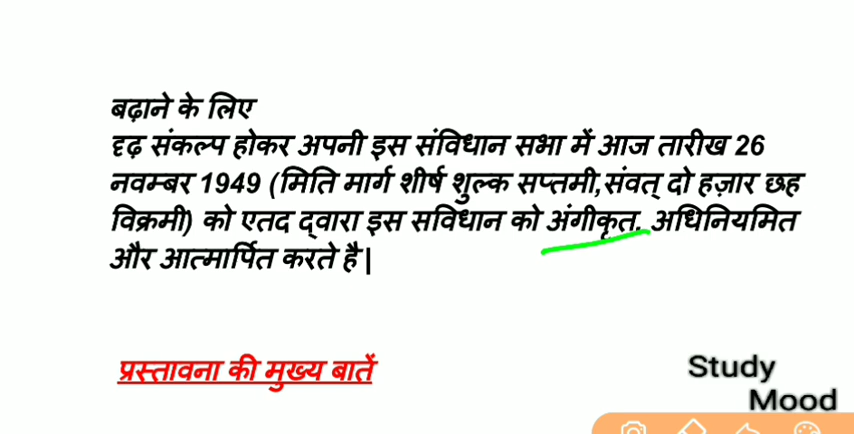 बढ़ाने के लिए
दृढ़ संकल्प होकर अपनी इस संविधान सभा में आज तारीख 26
नवम्बर 1949 (मिति मार्ग शीर्ष शुल्क सप्तमी,संवत् दो हज़ार छह
विक्रमी) को एतद द्वारा इस सविधान को अंगीकृत. अधिनियमित
और आत्मार्पित करते है|
प्रस्तावना की मुख्य बातें
Study
Mood